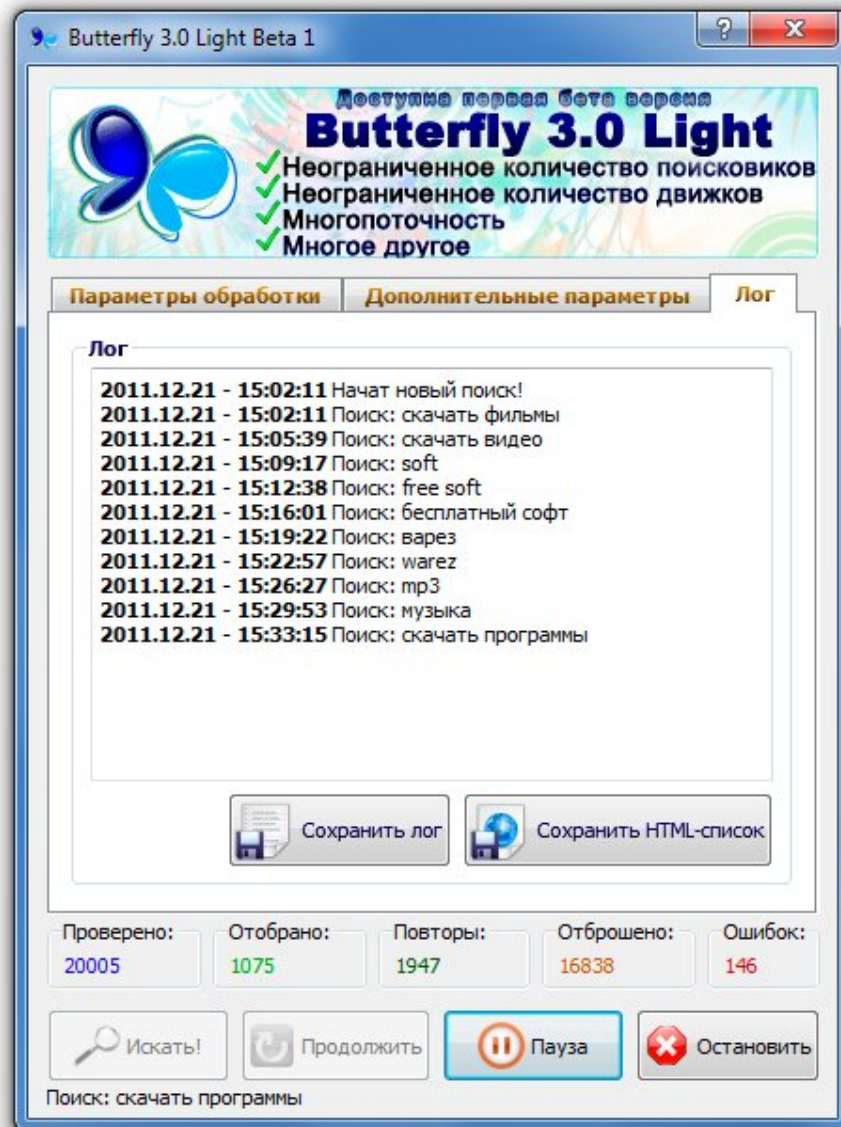 Butterfly 3.0 Light Beta 1
Доступна первая бета версия
Butterfly 3.0 Light
Неограниченное количество поисковиков
Неограниченное количество движков
Многопоточность
Многое другое
Параметры обработки Дополнительные параметры Лог
Лог
2011.12.21 - 15:02:11 Начат новый поиск!
2011.12.21 - 15:02:11 Поиск: скачать фильмы
2011.12.21 - 15:05:39 Поиск: скачать видео
2011.12.21 - 15:09:17 Поиск: soft
2011.12.21 - 15:12:38 Поиск: free soft
2011.12.21 - 15:16:01 Поиск: бесплатный софт
2011.12.21 - 15:19:22 Поиск: варез
2011.12.21 - 15:22:57 Поиск: warez
2011.12.21 - 15:26:27 Поиск: mp3
2011.12.21 - 15:29:53 Поиск: музыка
2011.12.21 - 15:33:15 Поиск: скачать программы
Сохранить лог Сохранить HTML-список
Проверено: Отобрано: Повторы: Отброшено: Ошибок:
20005 1075 1947 16838 146
Искать! Продолжить Пауза Остановить
Поиск: скачать программы